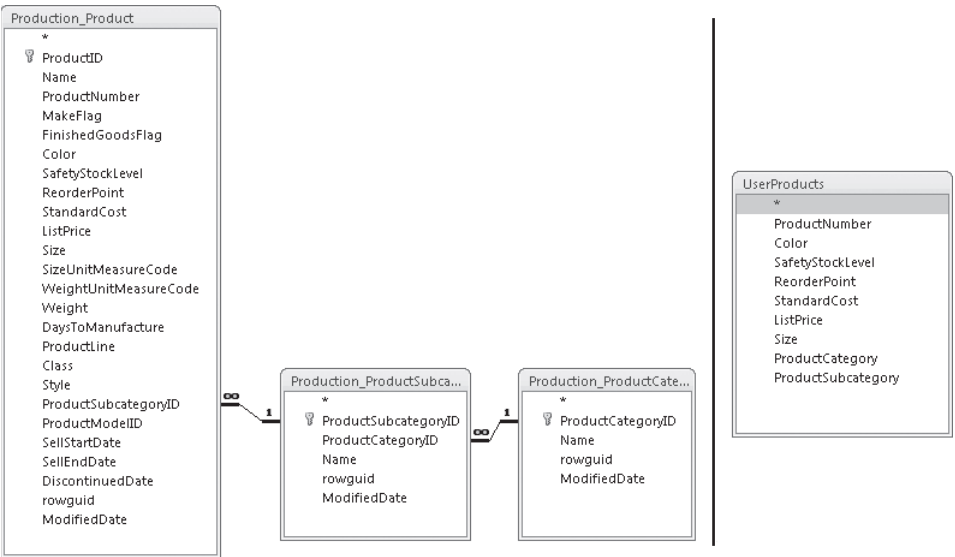 Production_Product
*
ProductID
Name
ProductNumber
MakeFlag
FinishedGoodsFlag
Color
SafetyStockLevel
ReorderPoint
StandardCost
ListPrice
Size
SizeUnitMeasureCode
WeightUnitMeasureCode
Weight
DaysToManufacture
ProductLine
Class
Style
ProductSubcategoryID
ProductModelID
SellStartDate
SellEndDate
DiscontinuedDate
rowguid
ModifiedDate
∞
1
Production_ProductSubca...
*
ProductSubcategoryID
ProductCategoryID
Name
rowguid
ModifiedDate
∞
1
Production_ProductCate...
*
ProductCategoryID
Name
rowguid
ModifiedDate
UserProducts
*
ProductNumber
Color
SafetyStockLevel
ReorderPoint
StandardCost
ListPrice
Size
ProductCategory
ProductSubcategory